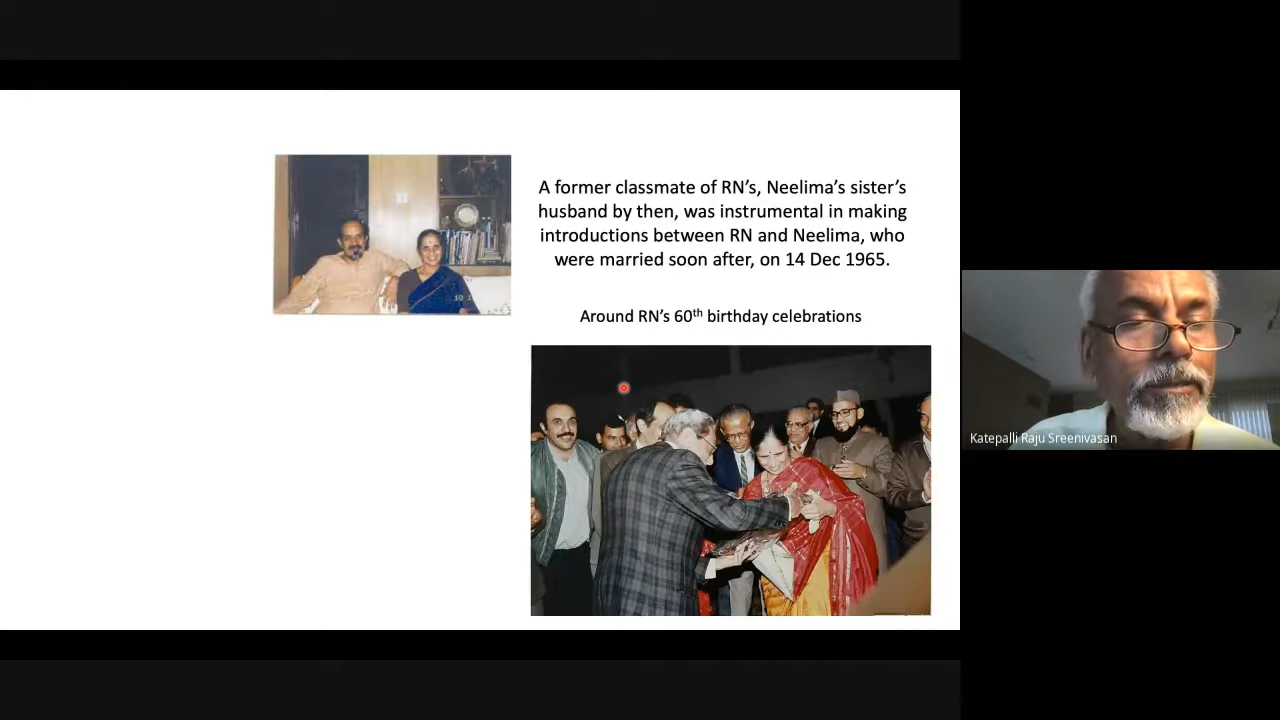 A former classmate of RN’s, Neelima’s sister’s
husband by then, was instrumental in making
introductions between RN and Neelima, who
were married soon after, on 14 Dec 1965.
Around RN’s 60th birthday celebrations
Katepalli Raju Sreenivasan